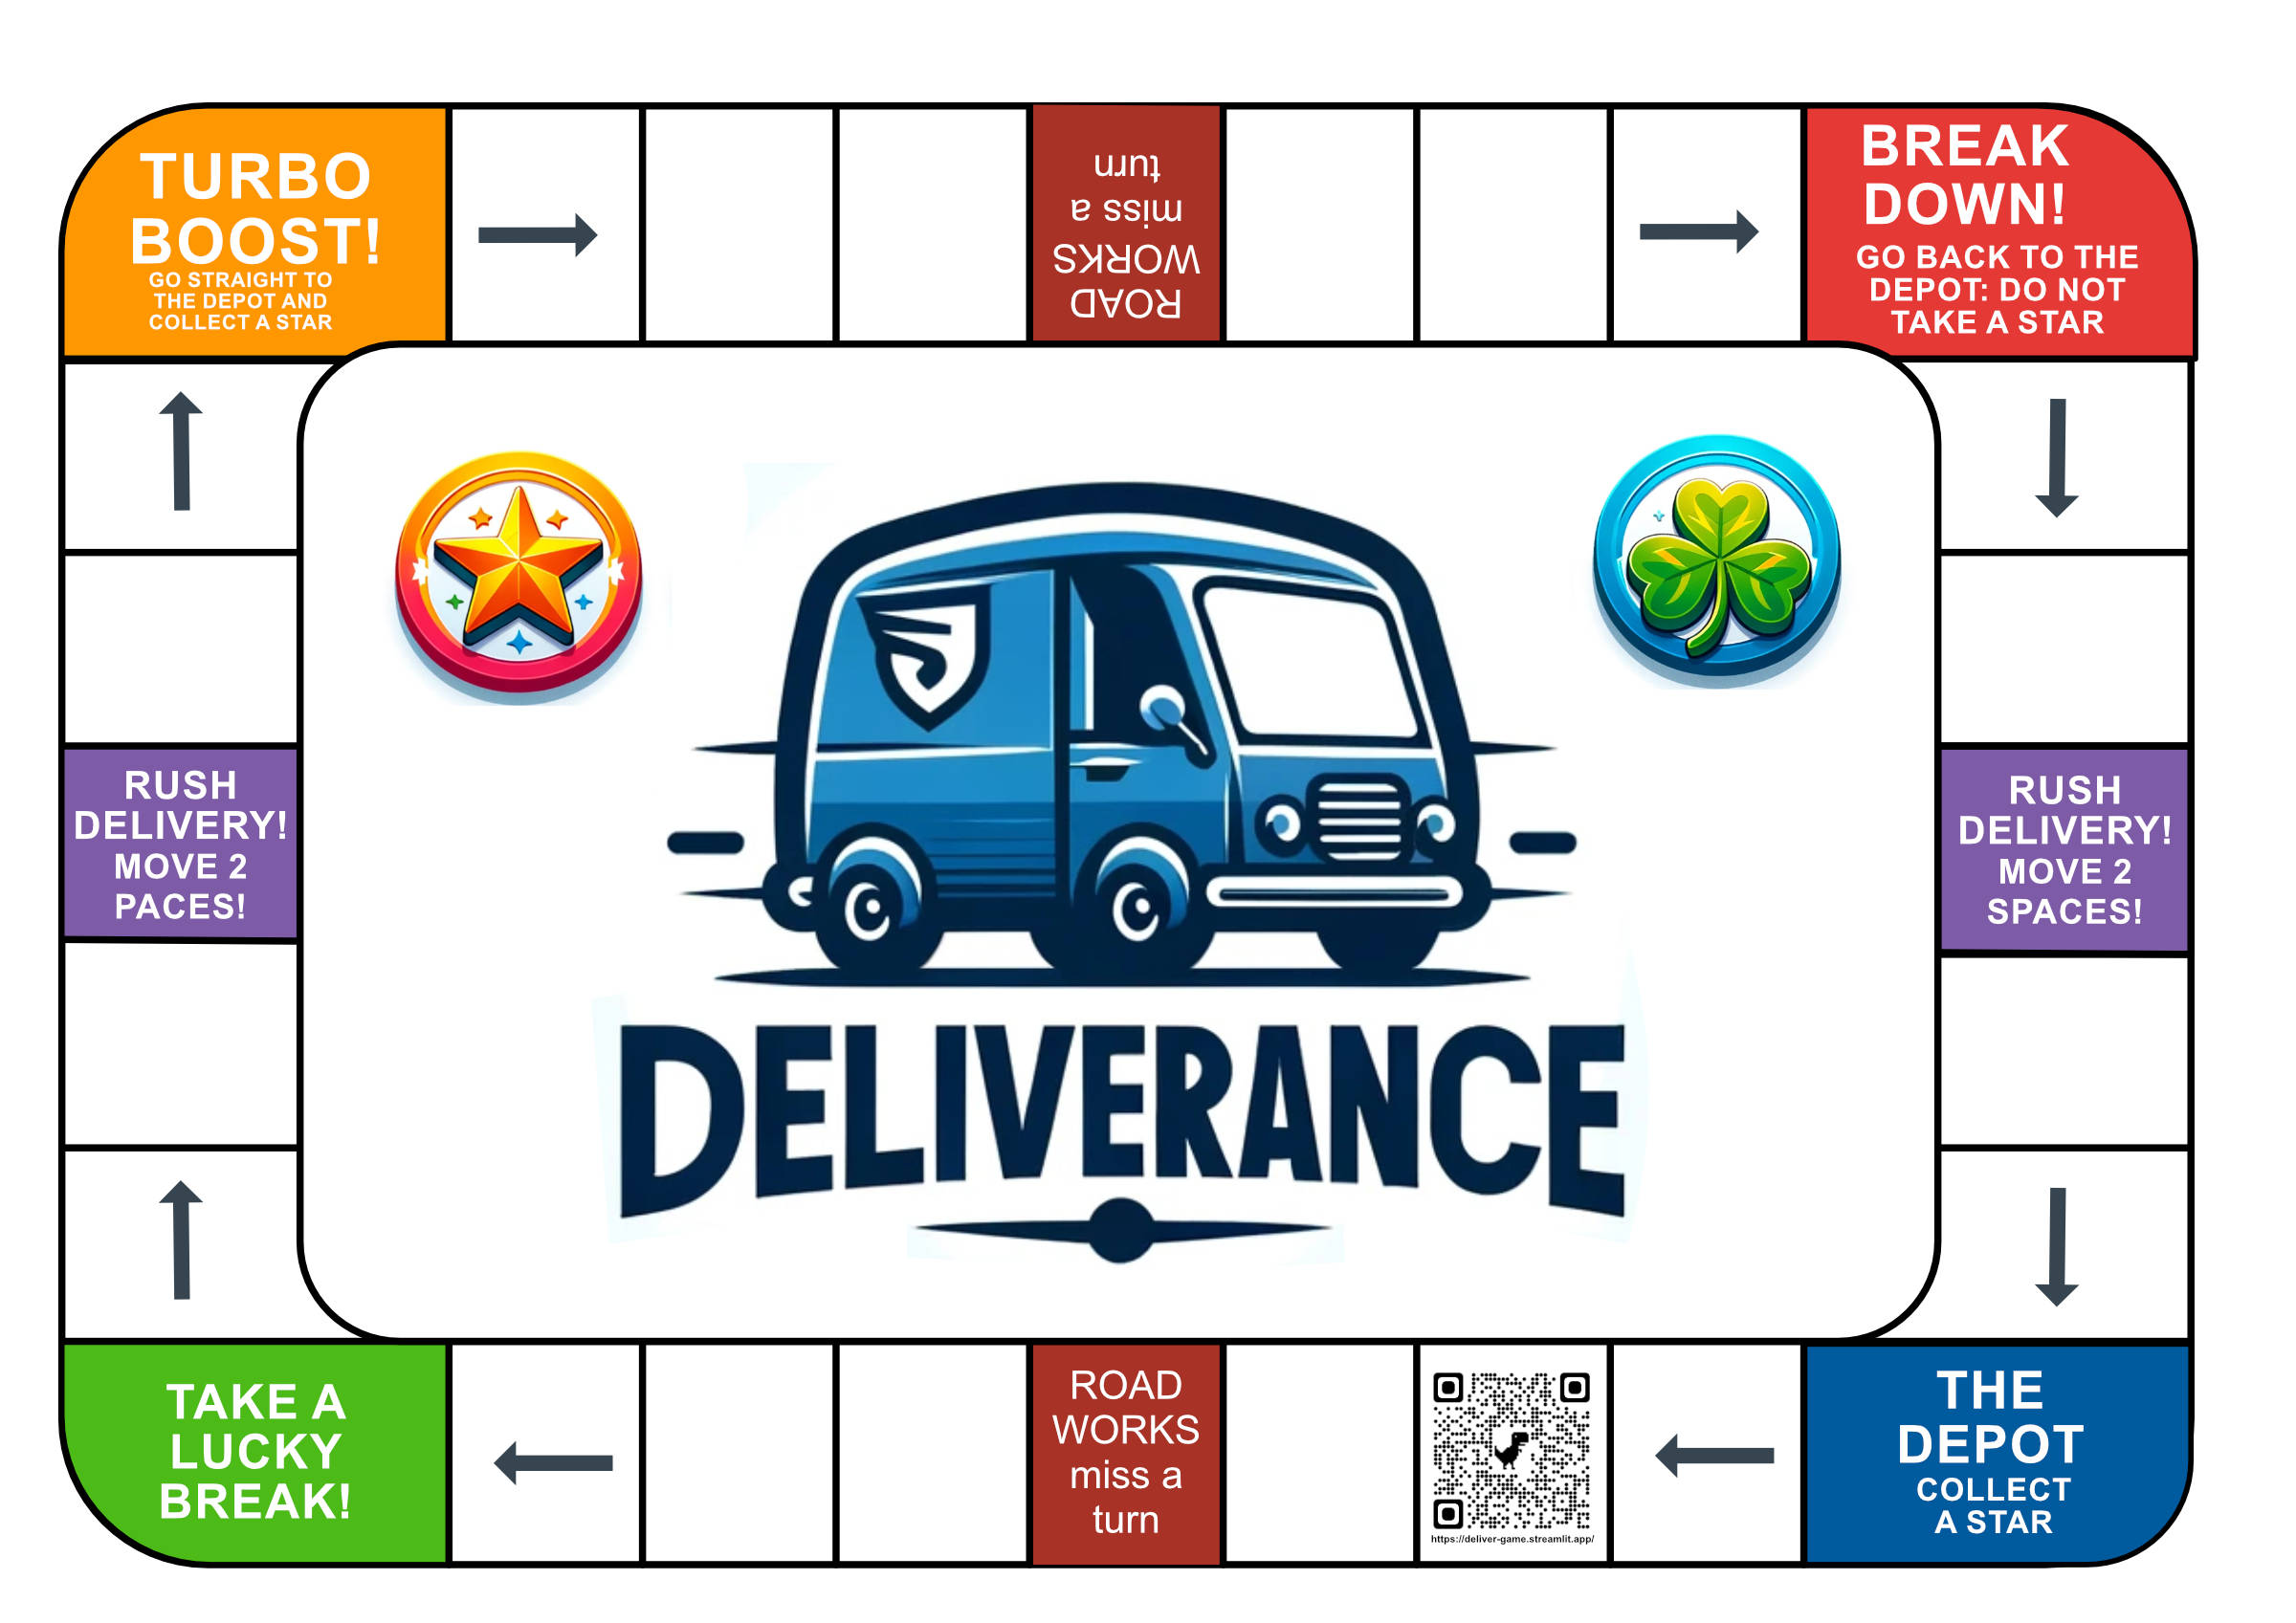 TURBO
BOOST!
GO STRAIGHT TO
THE DEPOT AND
COLLECT A STAR
ROAD
WORKS
miss a
turn
BREAK
DOWN!
GO BACK TO THE
DEPOT: DO NOT
TAKE A STAR
RUSH
DELIVERY!
MOVE 2
PACES!
DELIVERANCE
RUSH
DELIVERY!
MOVE 2
SPACES!
TAKE A
LUCKY
BREAK!
ROAD
WORKS
miss a
turn
https://deliver-game.streamlit.app/
THE
DEPOT
COLLECT
A STAR